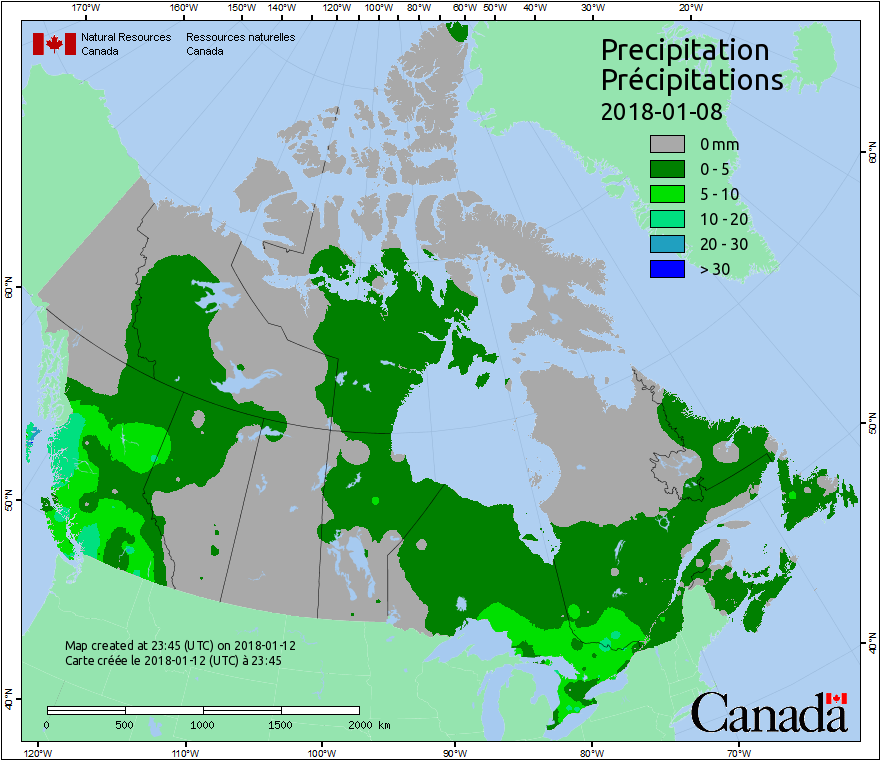 170°W 160°W 150°W 140°W 120°W 100°W 80°W 60°W 50°W 40°W 30°W 20°W
Natural Resources Ressources naturelles
Canada Canada
Precipitation
Précipitations
2018-01-08
0 mm
0 - 5
5 - 10
10 - 20
20 - 30
> 30
60°N
60°N
50°N
50°N
40°N
40°N
Map created at 23:45 (UTC) on 2018-01-12
Carte créée le 2018-01-12 (UTC) à 23:45
0 500 1000 1500 2000 km
Canada
120°W 110°W 100°W 90°W 80°W 70°W